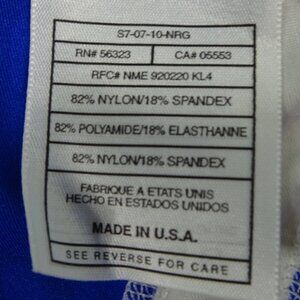 S7-07-10-NRG
RN# 56323 CA# 05553
RFC# NME 920220 KL4
82% NYLON/18% SPANDEX
82% POLYAMIDE/18% ELASTHANNE
82% NYLON/18% SPANDEX
FABRIQUE A ETATS UNIS
HECHO EN ESTADOS UNIDOS
MADE IN U.S.A.
SEE REVERSE FOR CARE